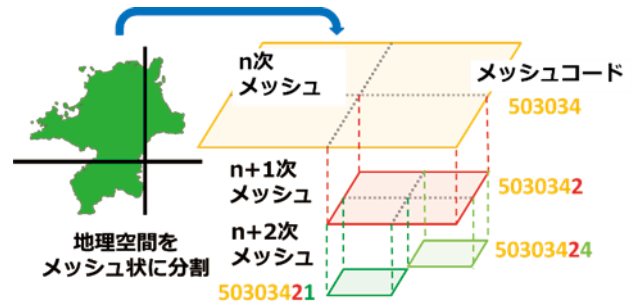 n次
メッシュ
メッシュコード
503034
n+1次
メッシュ
5030342
n+2次
メッシュ
50303424
50303421
地理空間を
メッシュ状に分割